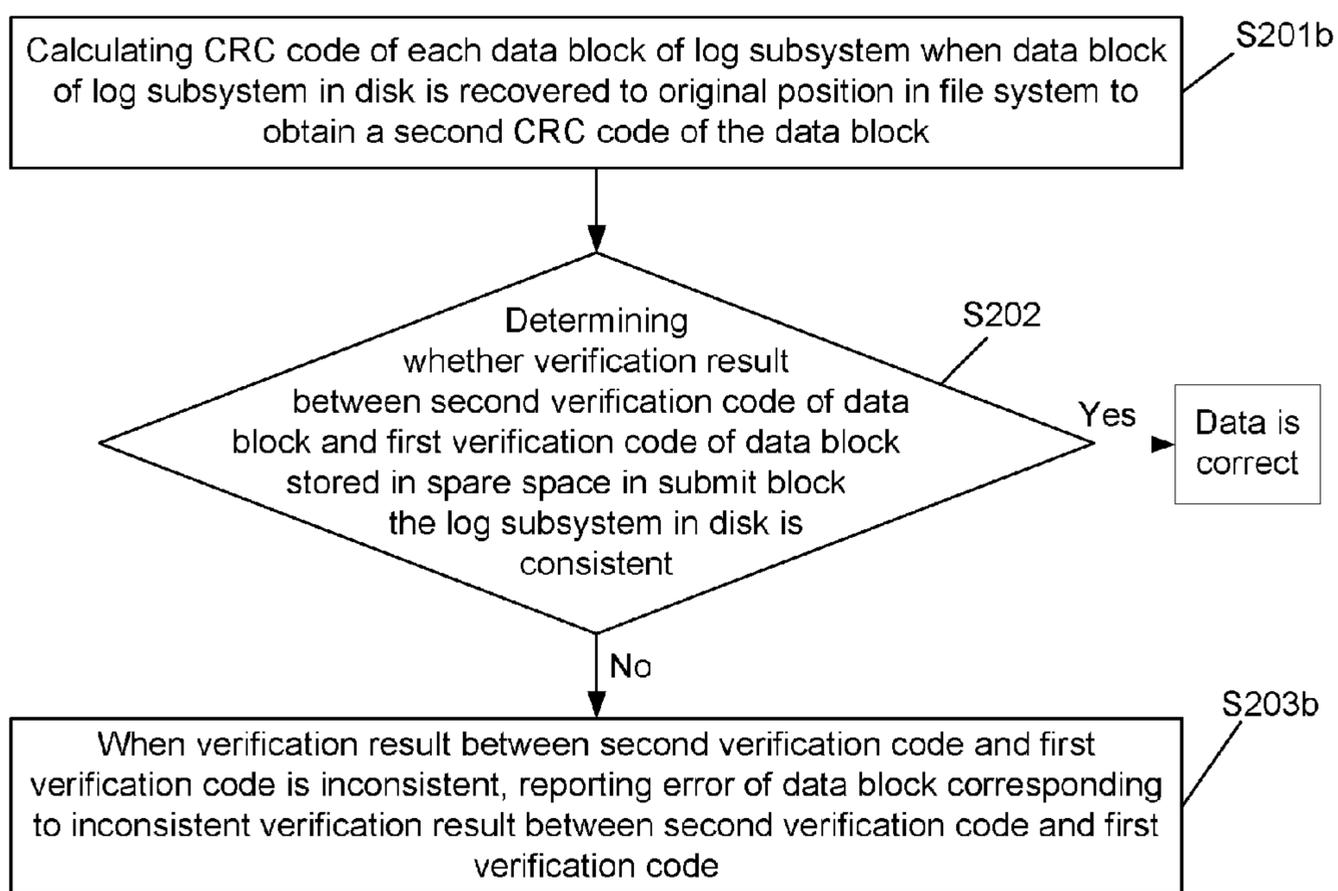 Calculating CRC code of each data block of log subsystem when data block
of log subsystem in disk is recovered to original position in file system to
obtain a second CRC code of the data block
S201b
Determining
whether verification result
between second verification code of data
block and first verification code of data block
stored in spare space in submit block
the log subsystem in disk is
consistent
S202
Yes
Data is
correct
No
When verification result between second verification code and first
verification code is inconsistent, reporting error of data block corresponding
to inconsistent verification result between second verification code and first
verification code
S203b